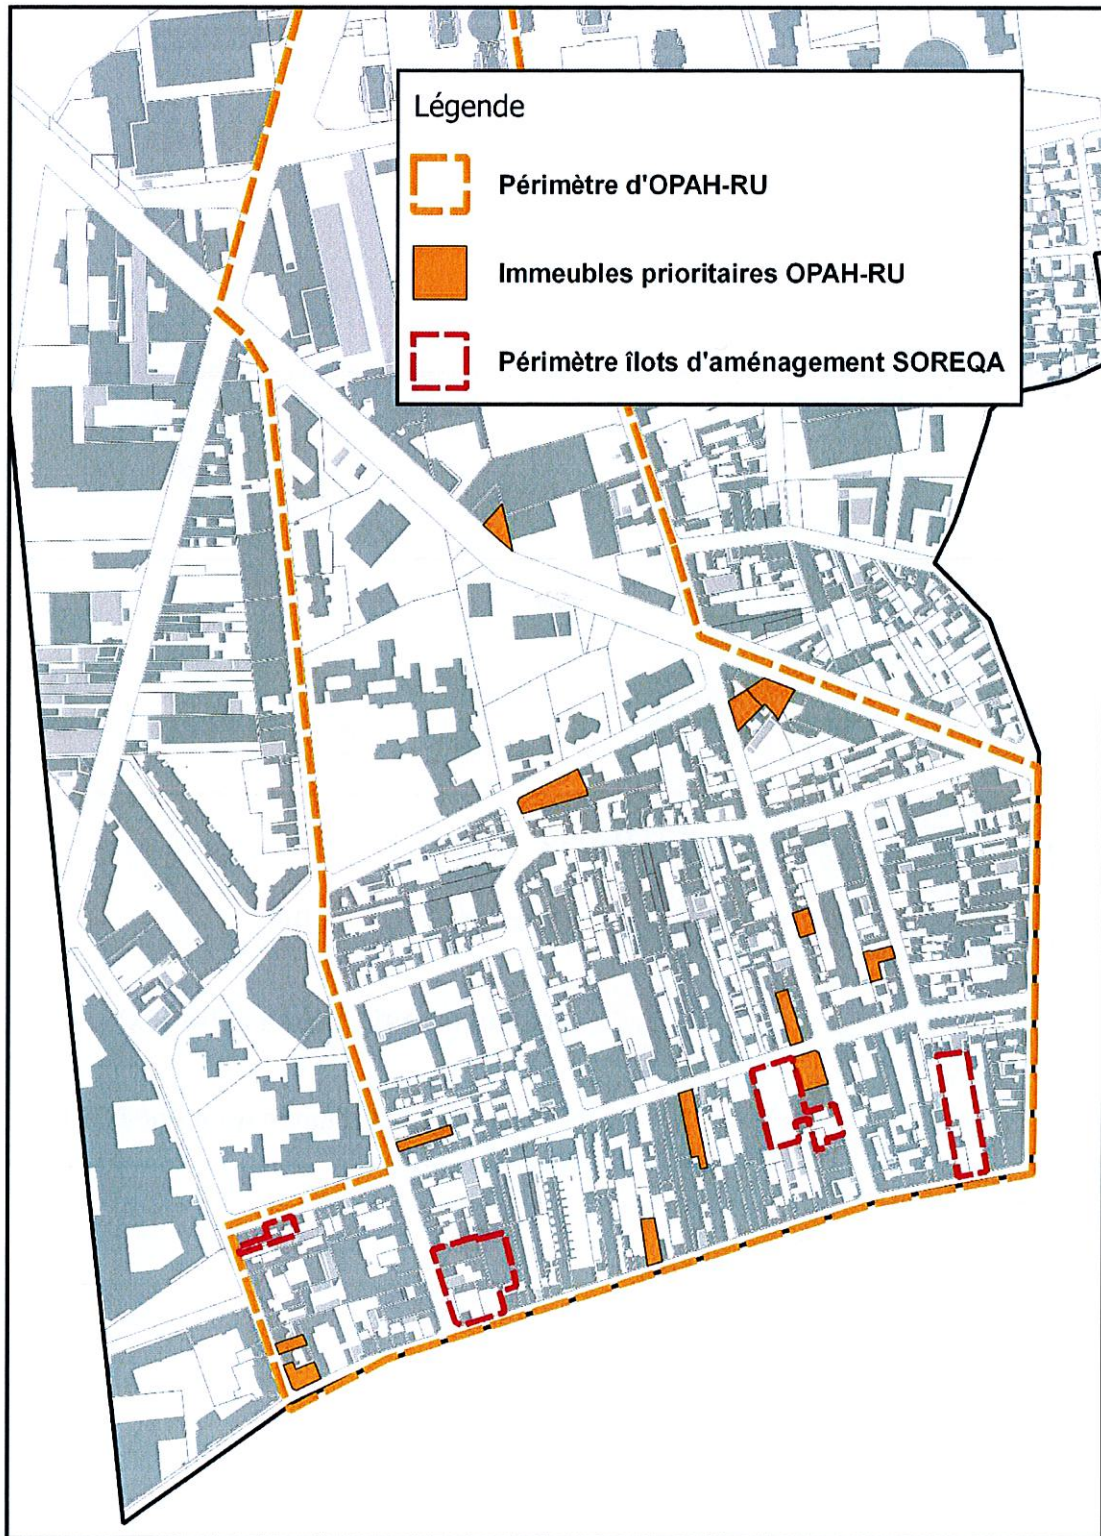 Légende
Périmètre d'OPAH-RU
Immeubles prioritaires OPAH-RU
Périmètre îlots d'aménagement SOREQA